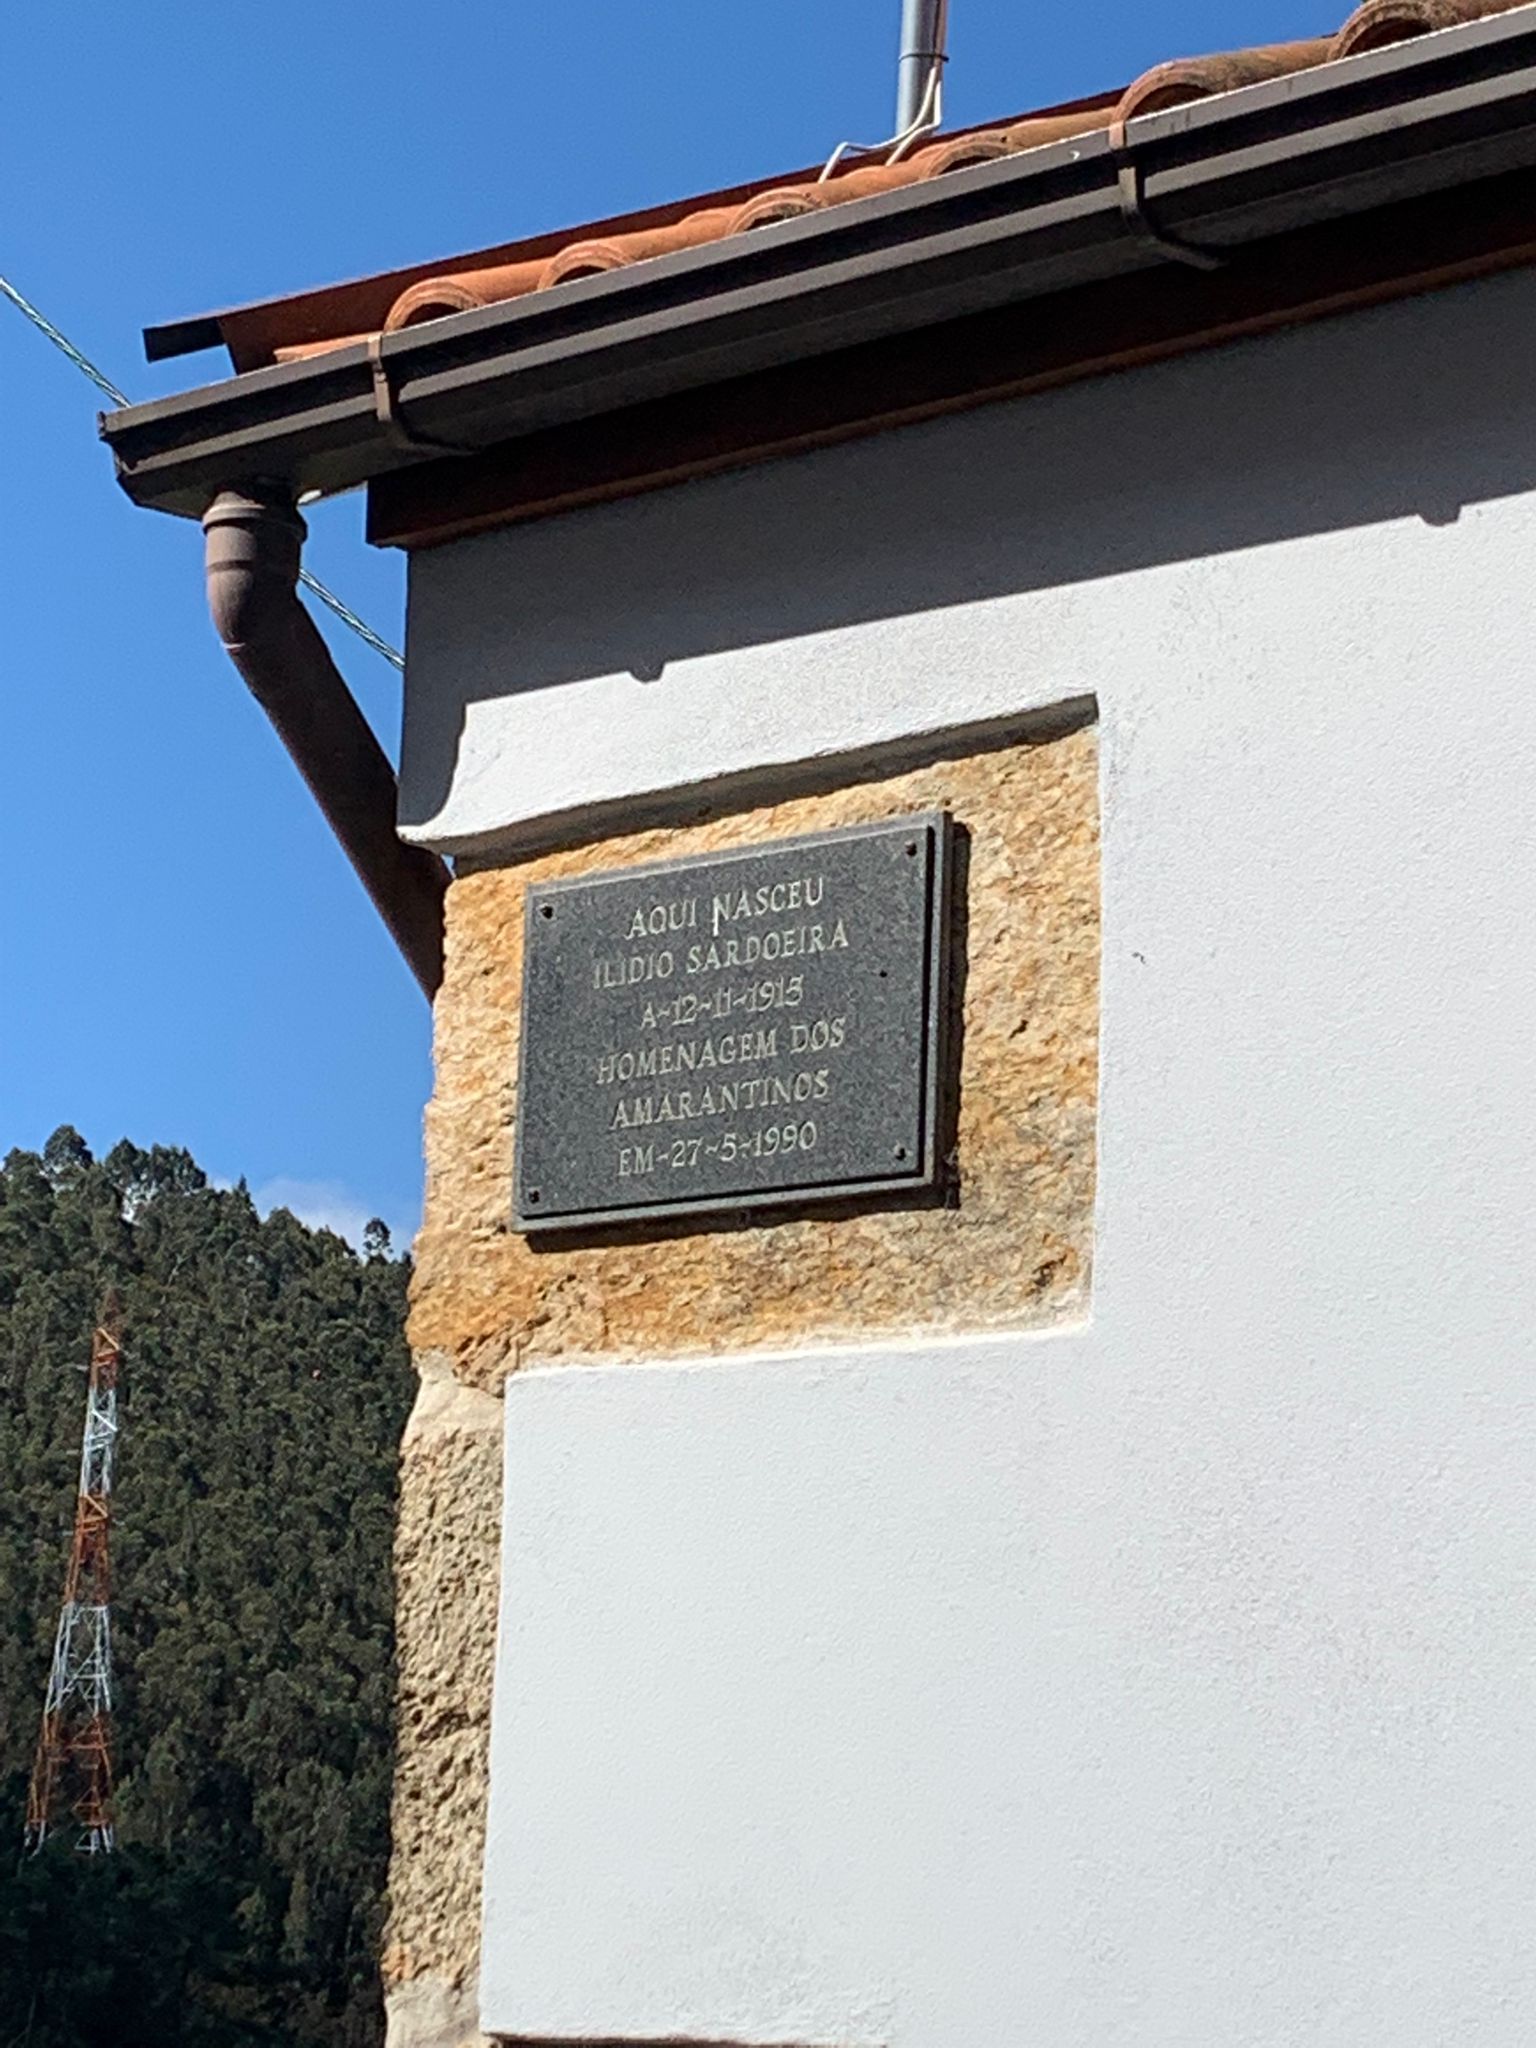 AQUI NASCEU
ILIDIO SARDOEIRA
A-12-11-1915
HOMENAGEM DOS
AMARANTINOS
EM-27-5-1990